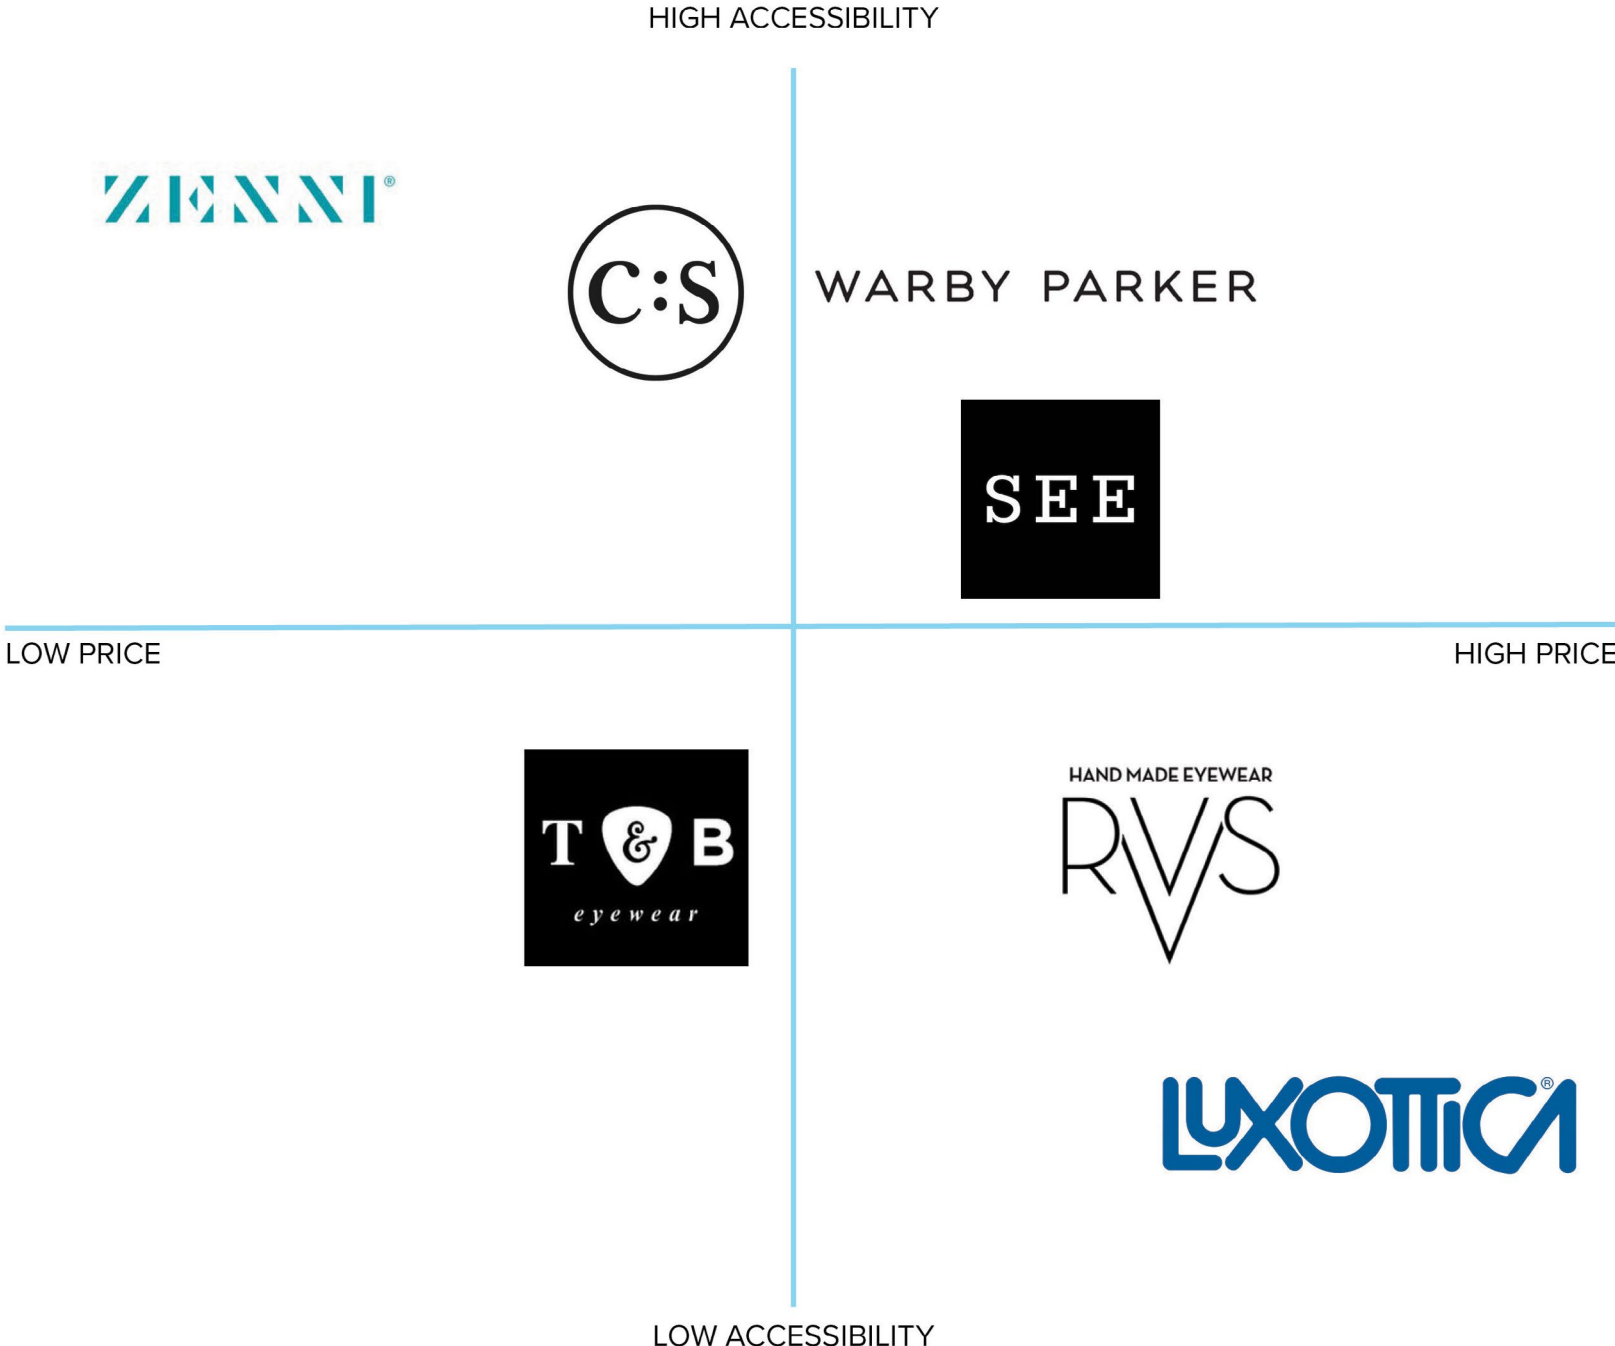 HIGH ACCESSIBILITY
ZENNI®
C:S
WARBY PARKER
SEE
LOW PRICE
HIGH PRICE
T & B
eyewear
HAND MADE EYEWEAR
RVS
LUXOTTICA®
LOW ACCESSIBILITY